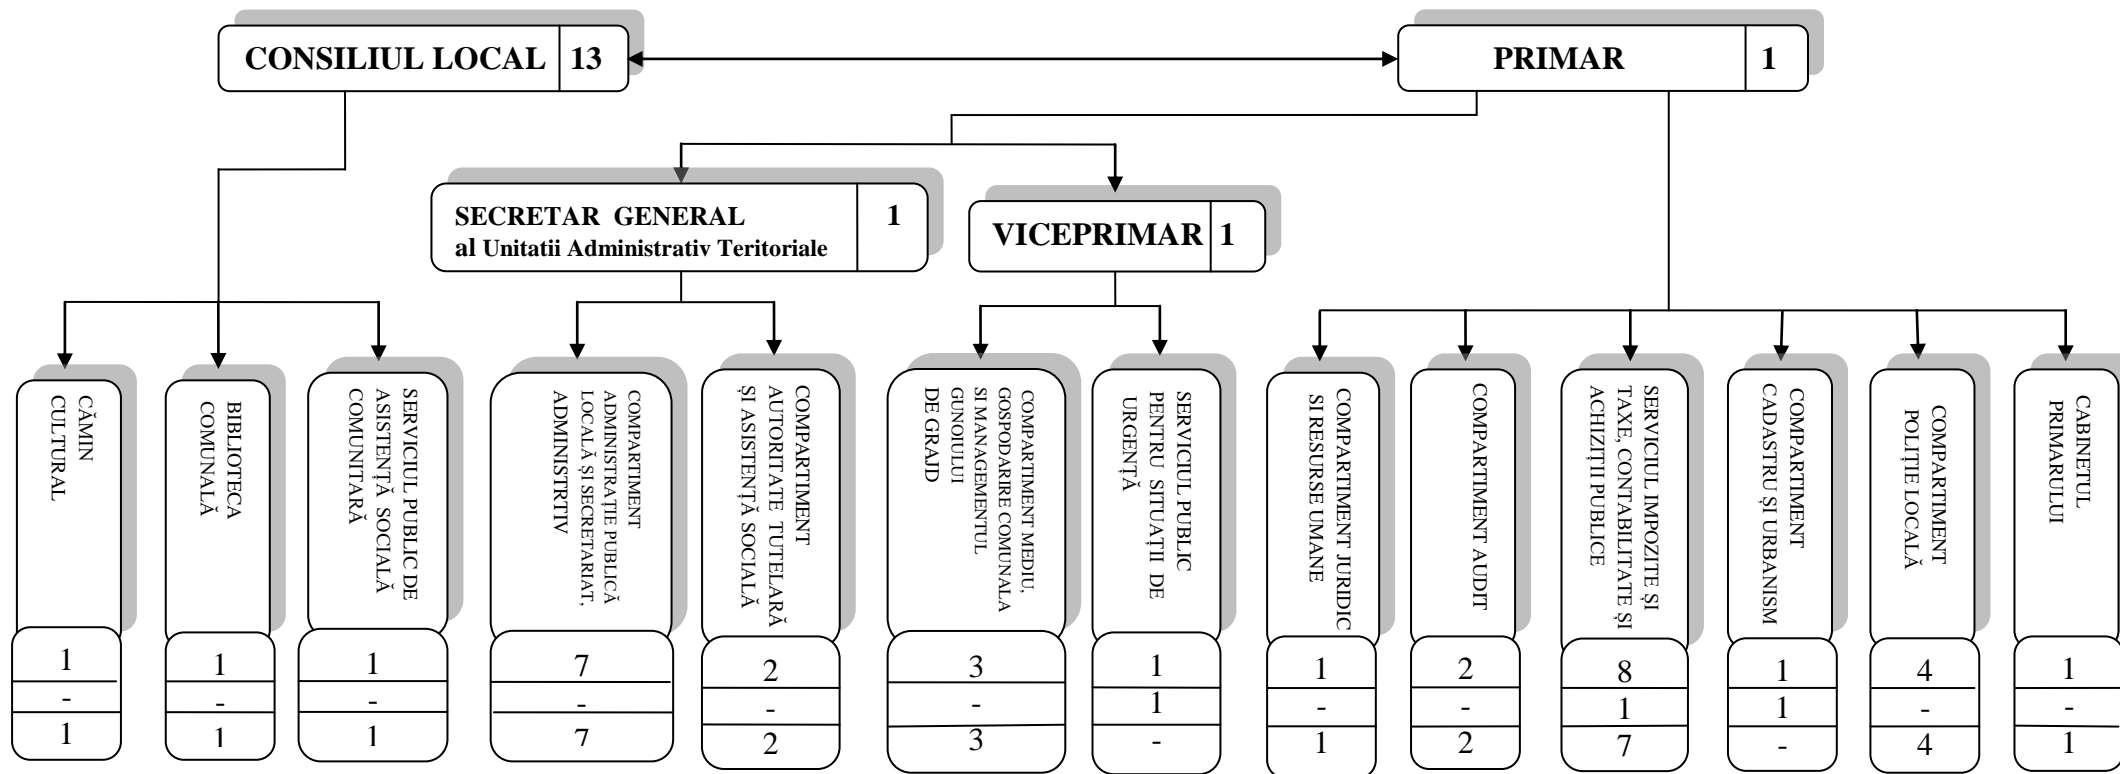 CONSILIUL LOCAL 13
PRIMAR 1
SECRETAR GENERAL 1
al Unitatii Administrativ Teritoriale
VICEPRIMAR 1
CĂMIN
CULTURAL
1
-
1
BIBLIOTECA
COMUNALĂ
1
-
1
SERVICIUL PUBLIC DE
ASISTENȚĂ SOCIALĂ
COMUNITARĂ
1
-
1
COMPARTIMENT
ADMINISTRAȚIE PUBLICĂ
LOCALĂ ȘI SECRETARIAT,
ADMINISTRTIV
7
-
7
COMPARTIMENT
AUTORITATE TUTELARĂ
ȘI ASISTENȚĂ SOCIALĂ
2
-
2
COMPARTIMENT MEDIU,
GOSPODARIRE COMUNALA
SI MANAGEMENTUL
GUNOIULUI
DE GRAJD
3
-
3
SERVICIUL PUBLIC
PENTRU SITUAȚII DE
URGENȚĂ
1
1
-
COMPARTIMENT JURIDIC
SI RESURSE UMANE
1
-
1
COMPARTIMENT AUDIT
2
-
2
SERVICIUL IMPOZITE ȘI
TAXE, CONTABILITATE ȘI
ACHIZIȚII PUBLICE
8
1
7
COMPARTIMENT
CADASTRU ȘI URBANISM
1
1
-
COMPARTIMENT
POLIȚIE LOCALĂ
4
-
4
CABINETUL
PRIMARULUI
1
-
1